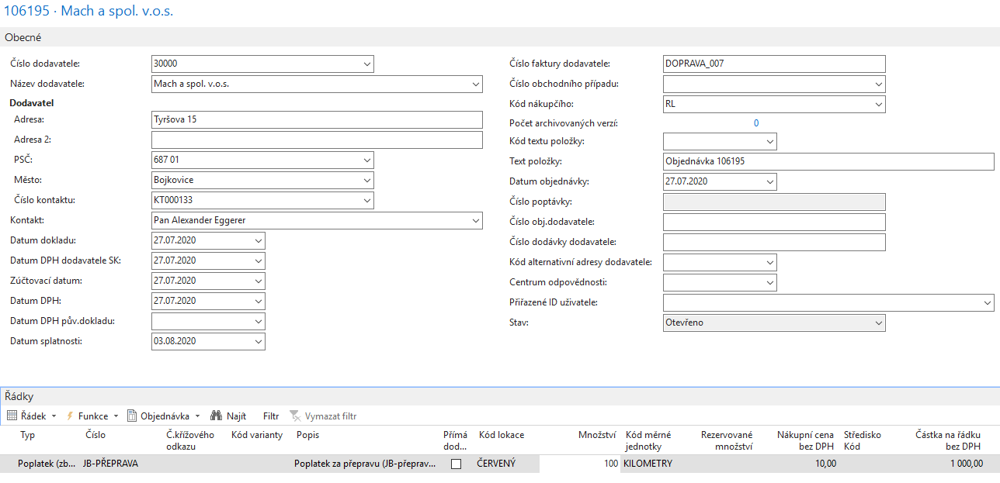 106195 · Mach a spol. v.o.s.
Obecné
Číslo dodavatele: 30000
Název dodavatele: Mach a spol. v.o.s.
Dodavatel
Adresa: Tyršova 15
Adresa 2:
PSČ: 687 01
Město: Bojkovice
Číslo kontaktu: KT000133
Kontakt: Pan Alexander Eggerer
Datum dokladu: 27.07.2020
Datum DPH dodavatele SK: 27.07.2020
Zúčtovací datum: 27.07.2020
Datum DPH: 27.07.2020
Datum DPH pův.dokladu:
Datum splatnosti: 03.08.2020
Číslo faktury dodavatele: DOPRAVA_007
Číslo obchodního případu:
Kód nákupčího: RL
Počet archivovaných verzí: 0
Kód textu položky:
Text položky: Objednávka 106195
Datum objednávky: 27.07.2020
Číslo poptávky:
Číslo obj.dodavatele:
Číslo dodávky dodavatele:
Kód alternativní adresy dodavatele:
Centrum odpovědnosti:
Přiřazené ID uživatele:
Stav: Otevřeno
Řádky
Řádek Funkce Objednávka Najít Filtr Vymazat filtr
Typ Číslo Č.křížového odkazu Kód varianty Popis Přímá dod... Kód lokace Množství Kód měrné jednotky Rezervované množství Nákupní cena bez DPH Středisko Kód Částka na řádku bez DPH
Poplatek (zb... JB-PŘEPRAVA Poplatek za přepravu (JB-přeprav... ČERVENÝ 100 KILOMETRY 10,00 1 000,00